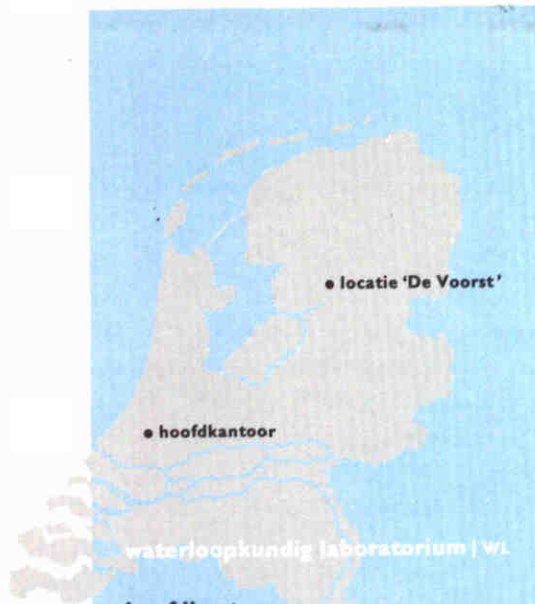 • locatie 'De Voorst'
• hoofdkantoor
waterloopkundig laboratorium | WL